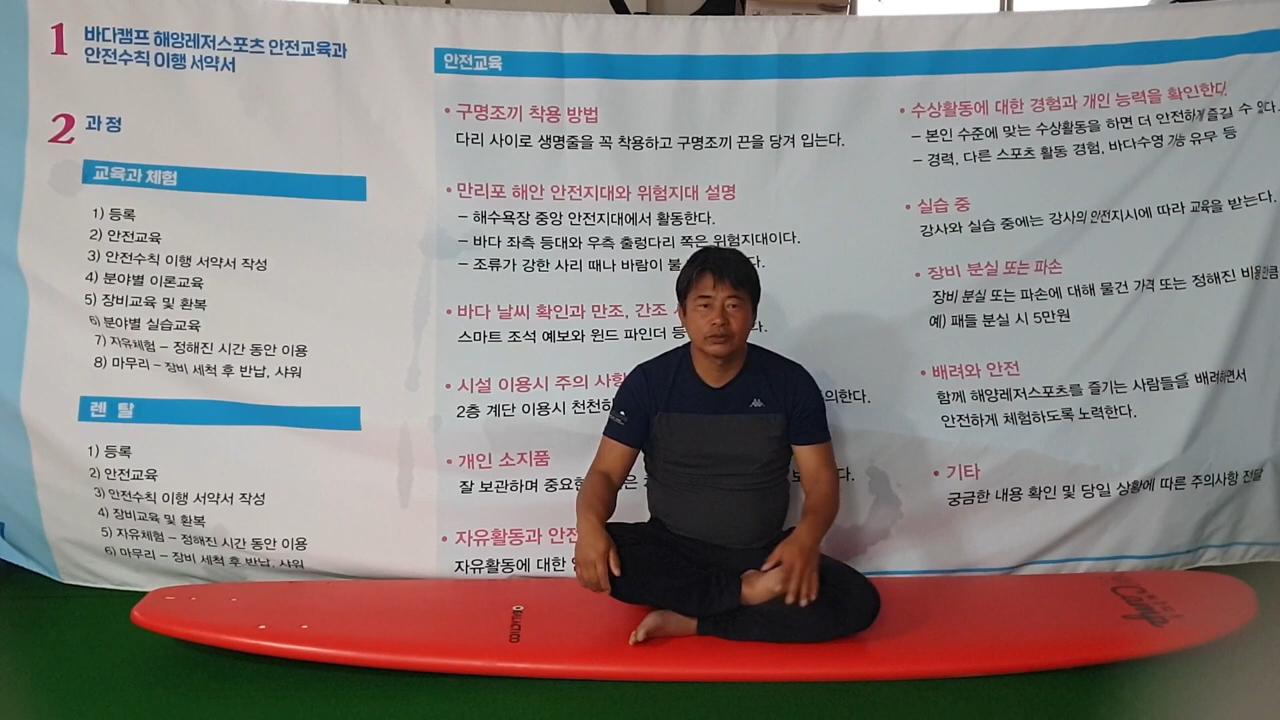 1 바다캠프 해양레저스포츠 안전교육과
안전수칙 이행 서약서
2 과정
교육과 체험
1) 등록
2) 안전교육
3) 안전수칙 이행 서약서 작성
4) 분야별 이론교육
5) 장비교육 및 환복
6) 분야별 실습교육
7) 자유체험 – 정해진 시간 동안 이용
8) 마무리 – 장비 세척 후 반납, 샤워
렌 탈
1) 등록
2) 안전교육
3) 안전수칙 이행 서약서 작성
4) 장비교육 및 환복
5) 자유체험 – 정해진 시간 동안 이용
6) 마무리 – 장비 세척 후 반납, 샤워
안전교육
• 구명조끼 착용 방법
다리 사이로 생명줄을 꼭 착용하고 구명조끼 끈을 당겨 입는다.
• 만리포 해안 안전지대와 위험지대 설명
– 해수욕장 중앙 안전지대에서 활동한다.
– 바다 좌측 등대와 우측 출렁다리 쪽은 위험지대이다.
– 조류가 강한 사리 때나 바람이
• 바다 날씨 확인과 만조, 간조
스마트 조석 예보와 윈드 파인더 등
• 시설 이용시 주의 사항
2층 계단 이용시
• 개인 소지품
잘 보관하며
• 자유활동과
자유활동에 대한
• 수상활동에 대한 경험과 개인 능력을 확인한다.
– 본인 수준에 맞는 수상활동을 하면 더 안전하게 즐길 수 있다.
– 경력, 다른 스포츠 활동 경험, 바다수영 가능 유무 등
• 실습 중
강사와 실습 중에는 강사의 안전지시에 따라 교육을 받는다.
• 장비 분실 또는 파손
장비 분실 또는 파손에 대해 물건 가격 또는 정해진 비용만큼
예) 패들 분실 시 5만원
• 배려와 안전
함께 해양레저스포츠를 즐기는 사람들을 배려하면서
안전하게 체험하도록 노력한다.
• 기타
궁금한 내용 확인 및 당일 상황에 따른 주의사항 전달
Camp